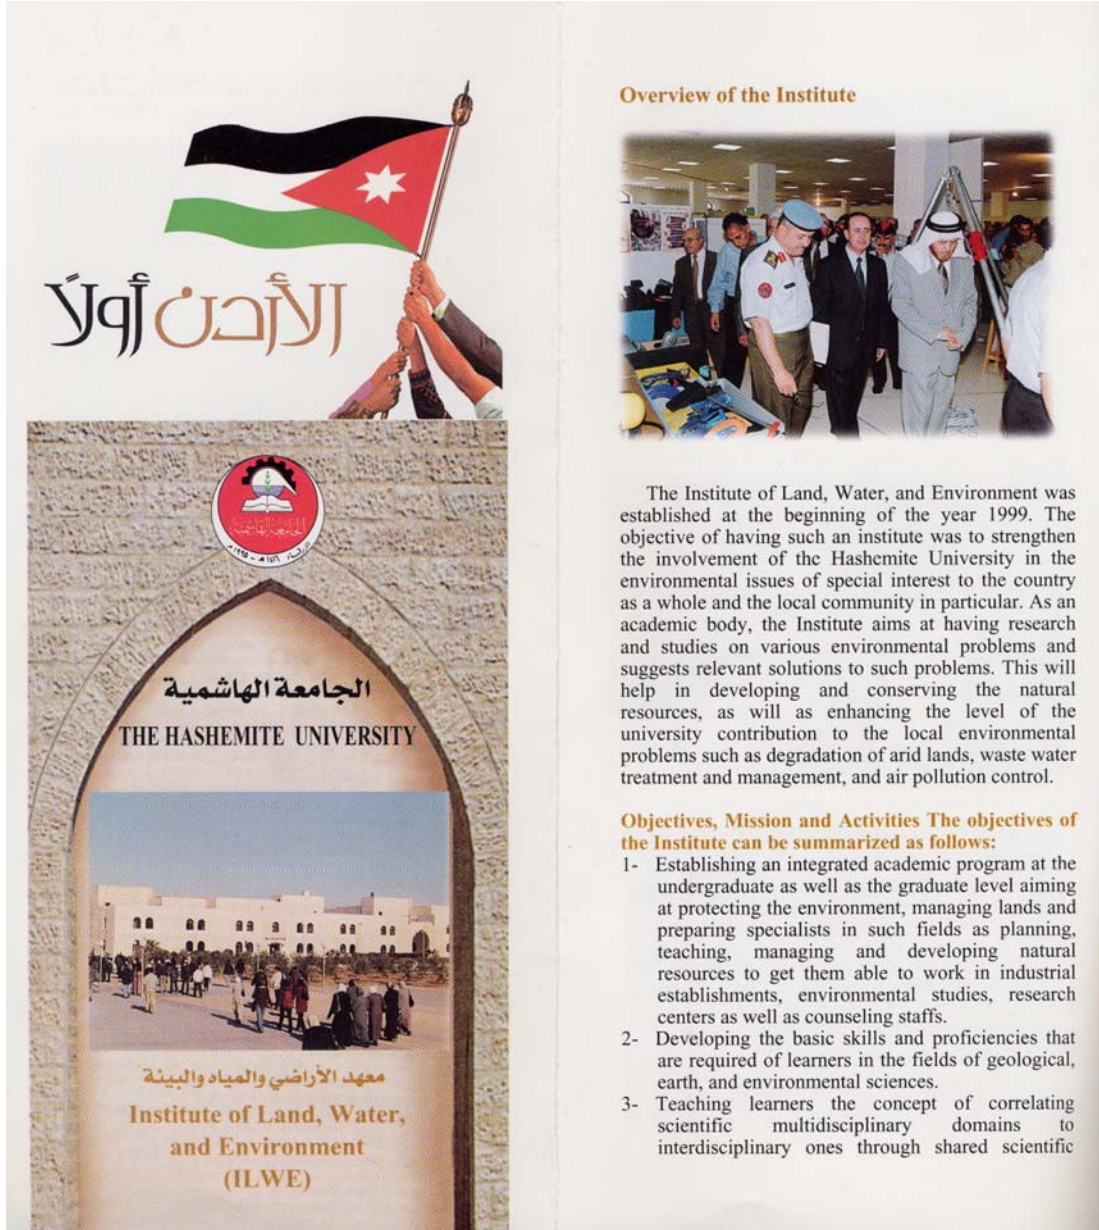 الأردن أولاً
الجامعة الهاشمية
الزرقاء ١٤١٦هـ - ١٩٩٥م
الجامعة الهاشمية
THE HASHEMITE UNIVERSITY
معهد الأراضي والمياه والبيئة
Institute of Land, Water,
and Environment
(ILWE)
Overview of the Institute
The Institute of Land, Water, and Environment was
established at the beginning of the year 1999. The
objective of having such an institute was to strengthen
the involvement of the Hashemite University in the
environmental issues of special interest to the country
as a whole and the local community in particular. As an
academic body, the Institute aims at having research
and studies on various environmental problems and
suggests relevant solutions to such problems. This will
help in developing and conserving the natural
resources, as will as enhancing the level of the
university contribution to the local environmental
problems such as degradation of arid lands, waste water
treatment and management, and air pollution control.
Objectives, Mission and Activities The objectives of
the Institute can be summarized as follows:
1- Establishing an integrated academic program at the
undergraduate as well as the graduate level aiming
at protecting the environment, managing lands and
preparing specialists in such fields as planning,
teaching, managing and developing natural
resources to get them able to work in industrial
establishments, environmental studies, research
centers as well as counseling staffs.
2- Developing the basic skills and proficiencies that
are required of learners in the fields of geological,
earth, and environmental sciences.
3- Teaching learners the concept of correlating
scientific multidisciplinary domains to
interdisciplinary ones through shared scientific